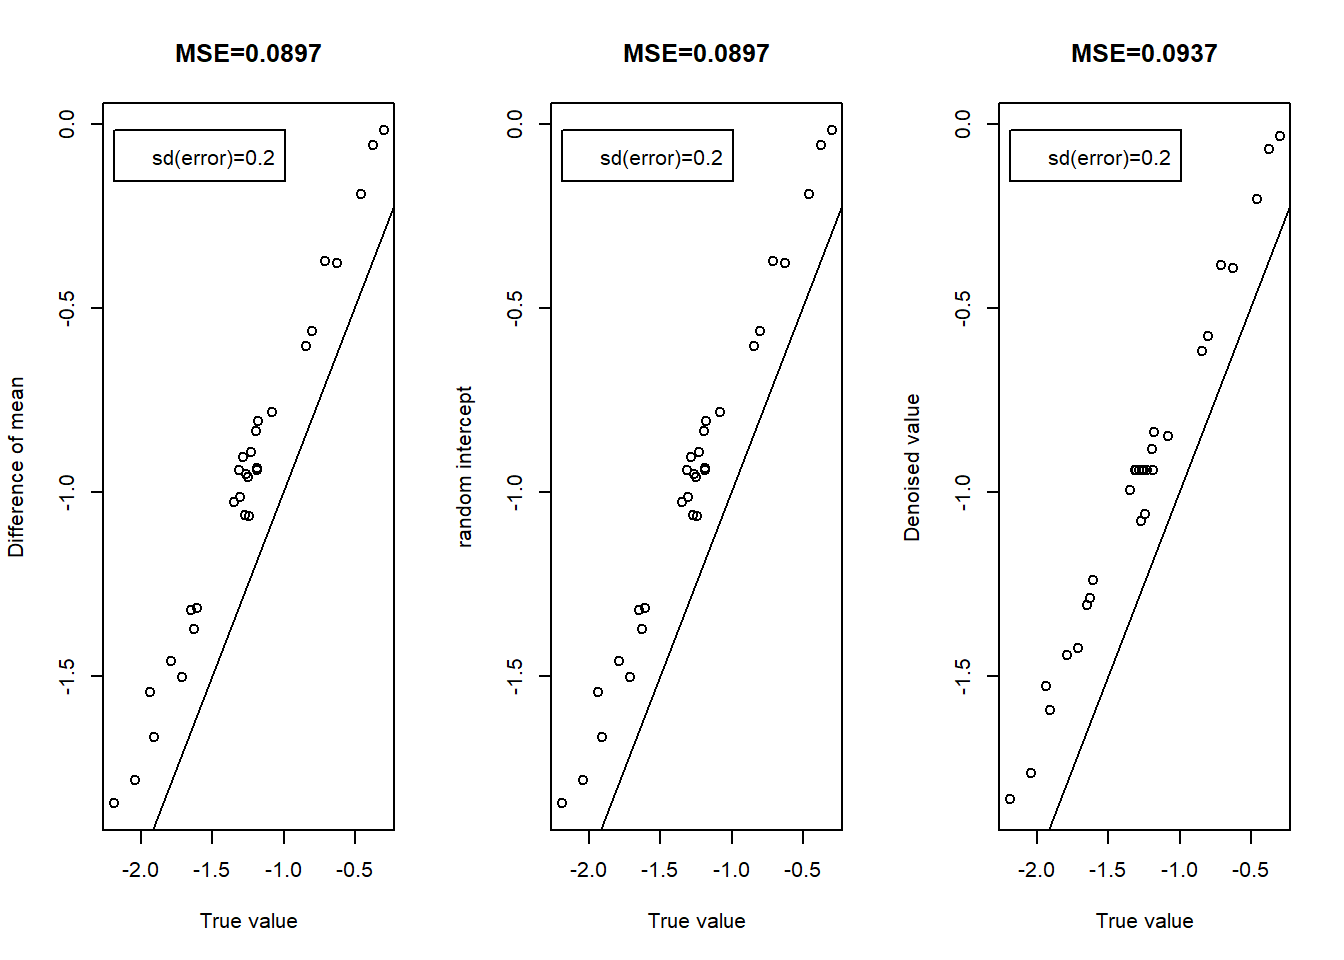 MSE=0.0897
sd(error)=0.2
Difference of mean
0.0
-0.5
-1.0
-1.5
-2.0 -1.5 -1.0 -0.5
True value
MSE=0.0897
sd(error)=0.2
random intercept
0.0
-0.5
-1.0
-1.5
-2.0 -1.5 -1.0 -0.5
True value
MSE=0.0937
sd(error)=0.2
Denoised value
0.0
-0.5
-1.0
-1.5
-2.0 -1.5 -1.0 -0.5
True value